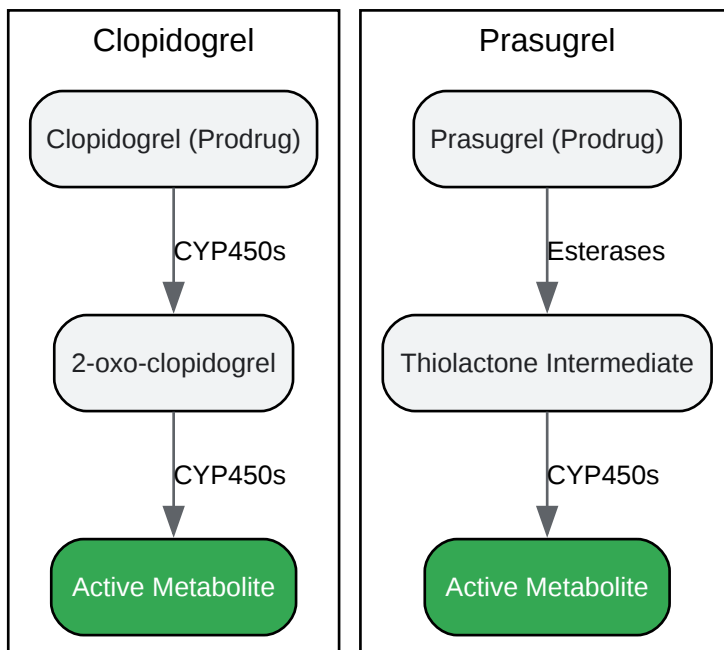 Clopidogrel
Clopidogrel (Prodrug)
CYP450s
2-oxo-clopidogrel
CYP450s
Active Metabolite
Prasugrel
Prasugrel (Prodrug)
Esterases
Thiolactone Intermediate
CYP450s
Active Metabolite